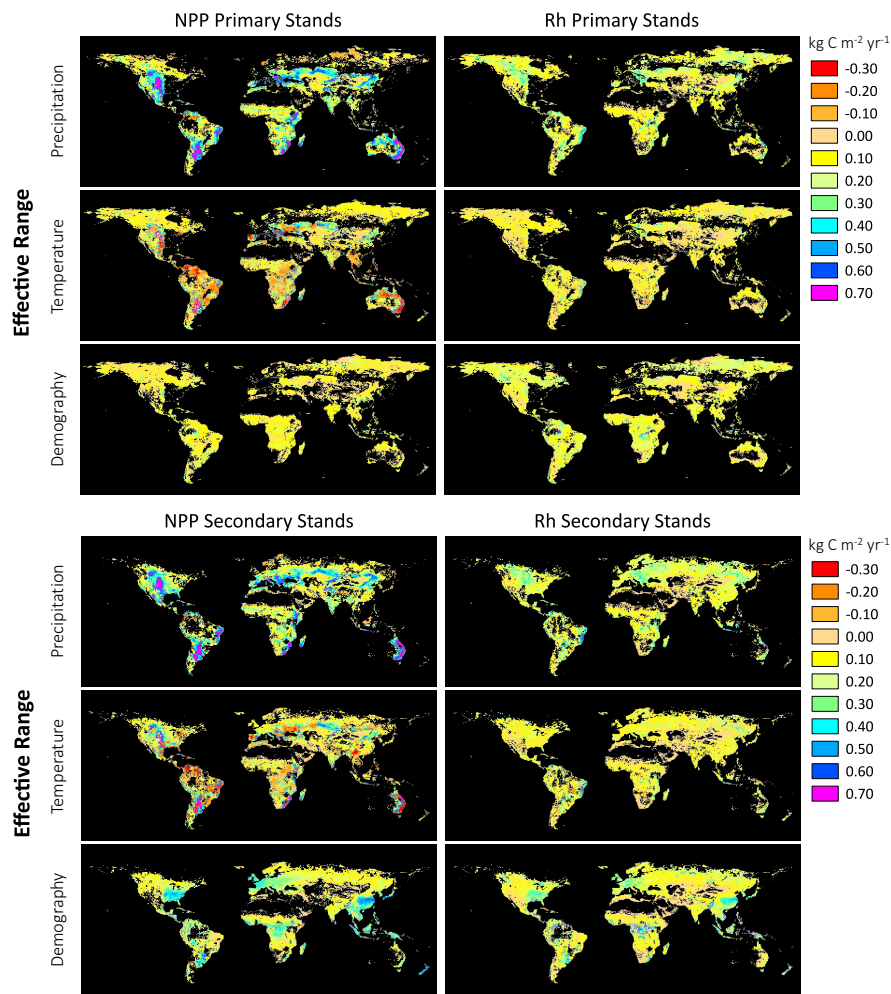 NPP Primary Stands
Rh Primary Stands
kg C m-2 yr-1
-0.30
-0.20
-0.10
0.00
0.10
0.20
0.30
0.40
0.50
0.60
0.70
Effective Range
Precipitation
Temperature
Demography
NPP Secondary Stands
Rh Secondary Stands
kg C m-2 yr-1
-0.30
-0.20
-0.10
0.00
0.10
0.20
0.30
0.40
0.50
0.60
0.70
Effective Range
Precipitation
Temperature
Demography